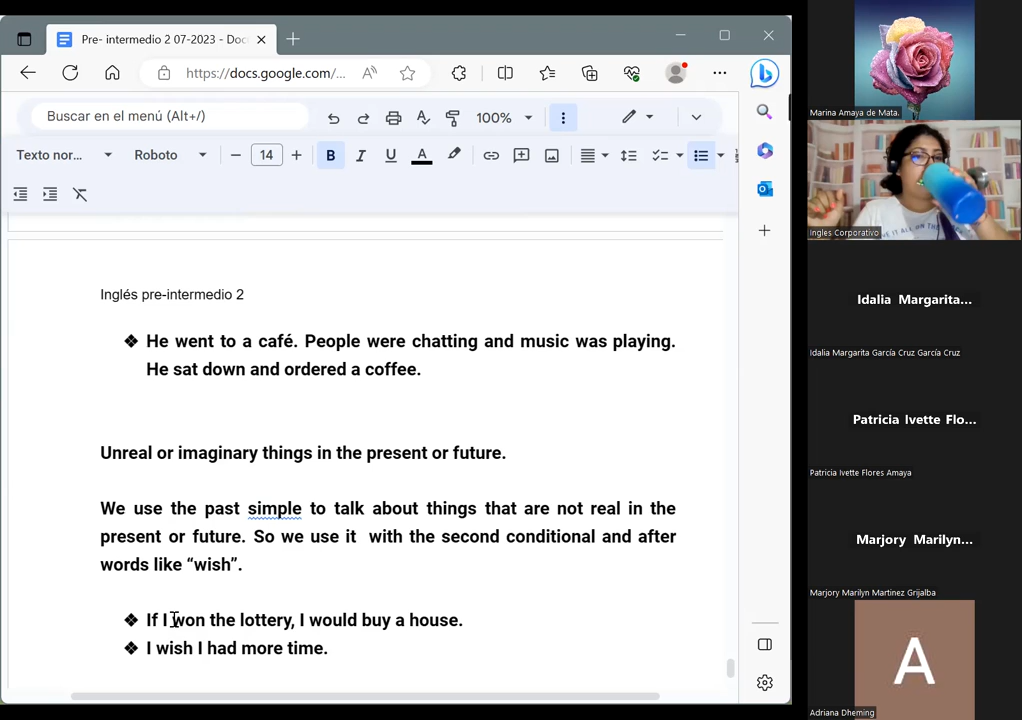 Pre- intermedio 2 07-2023 - Doc
https://docs.google.com/...
Buscar en el menú (Alt+/)
100%
Texto nor...
Roboto
14
B
I
U
A
Inglés pre-intermedio 2
❖ He went to a café. People were chatting and music was playing.
He sat down and ordered a coffee.
Unreal or imaginary things in the present or future.
We use the past simple to talk about things that are not real in the
present or future. So we use it with the second conditional and after
words like “wish”.
❖ If I won the lottery, I would buy a house.
❖ I wish I had more time.
Marina Amaya de Mata.
Ingles Corporativo
Idalia Margarita...
Idalia Margarita García Cruz García Cruz
Patricia Ivette Flo...
Patricia Ivette Flores Amaya
Marjory Marilyn...
Marjory Marilyn Martinez Grijalba
A
Adriana Dheming